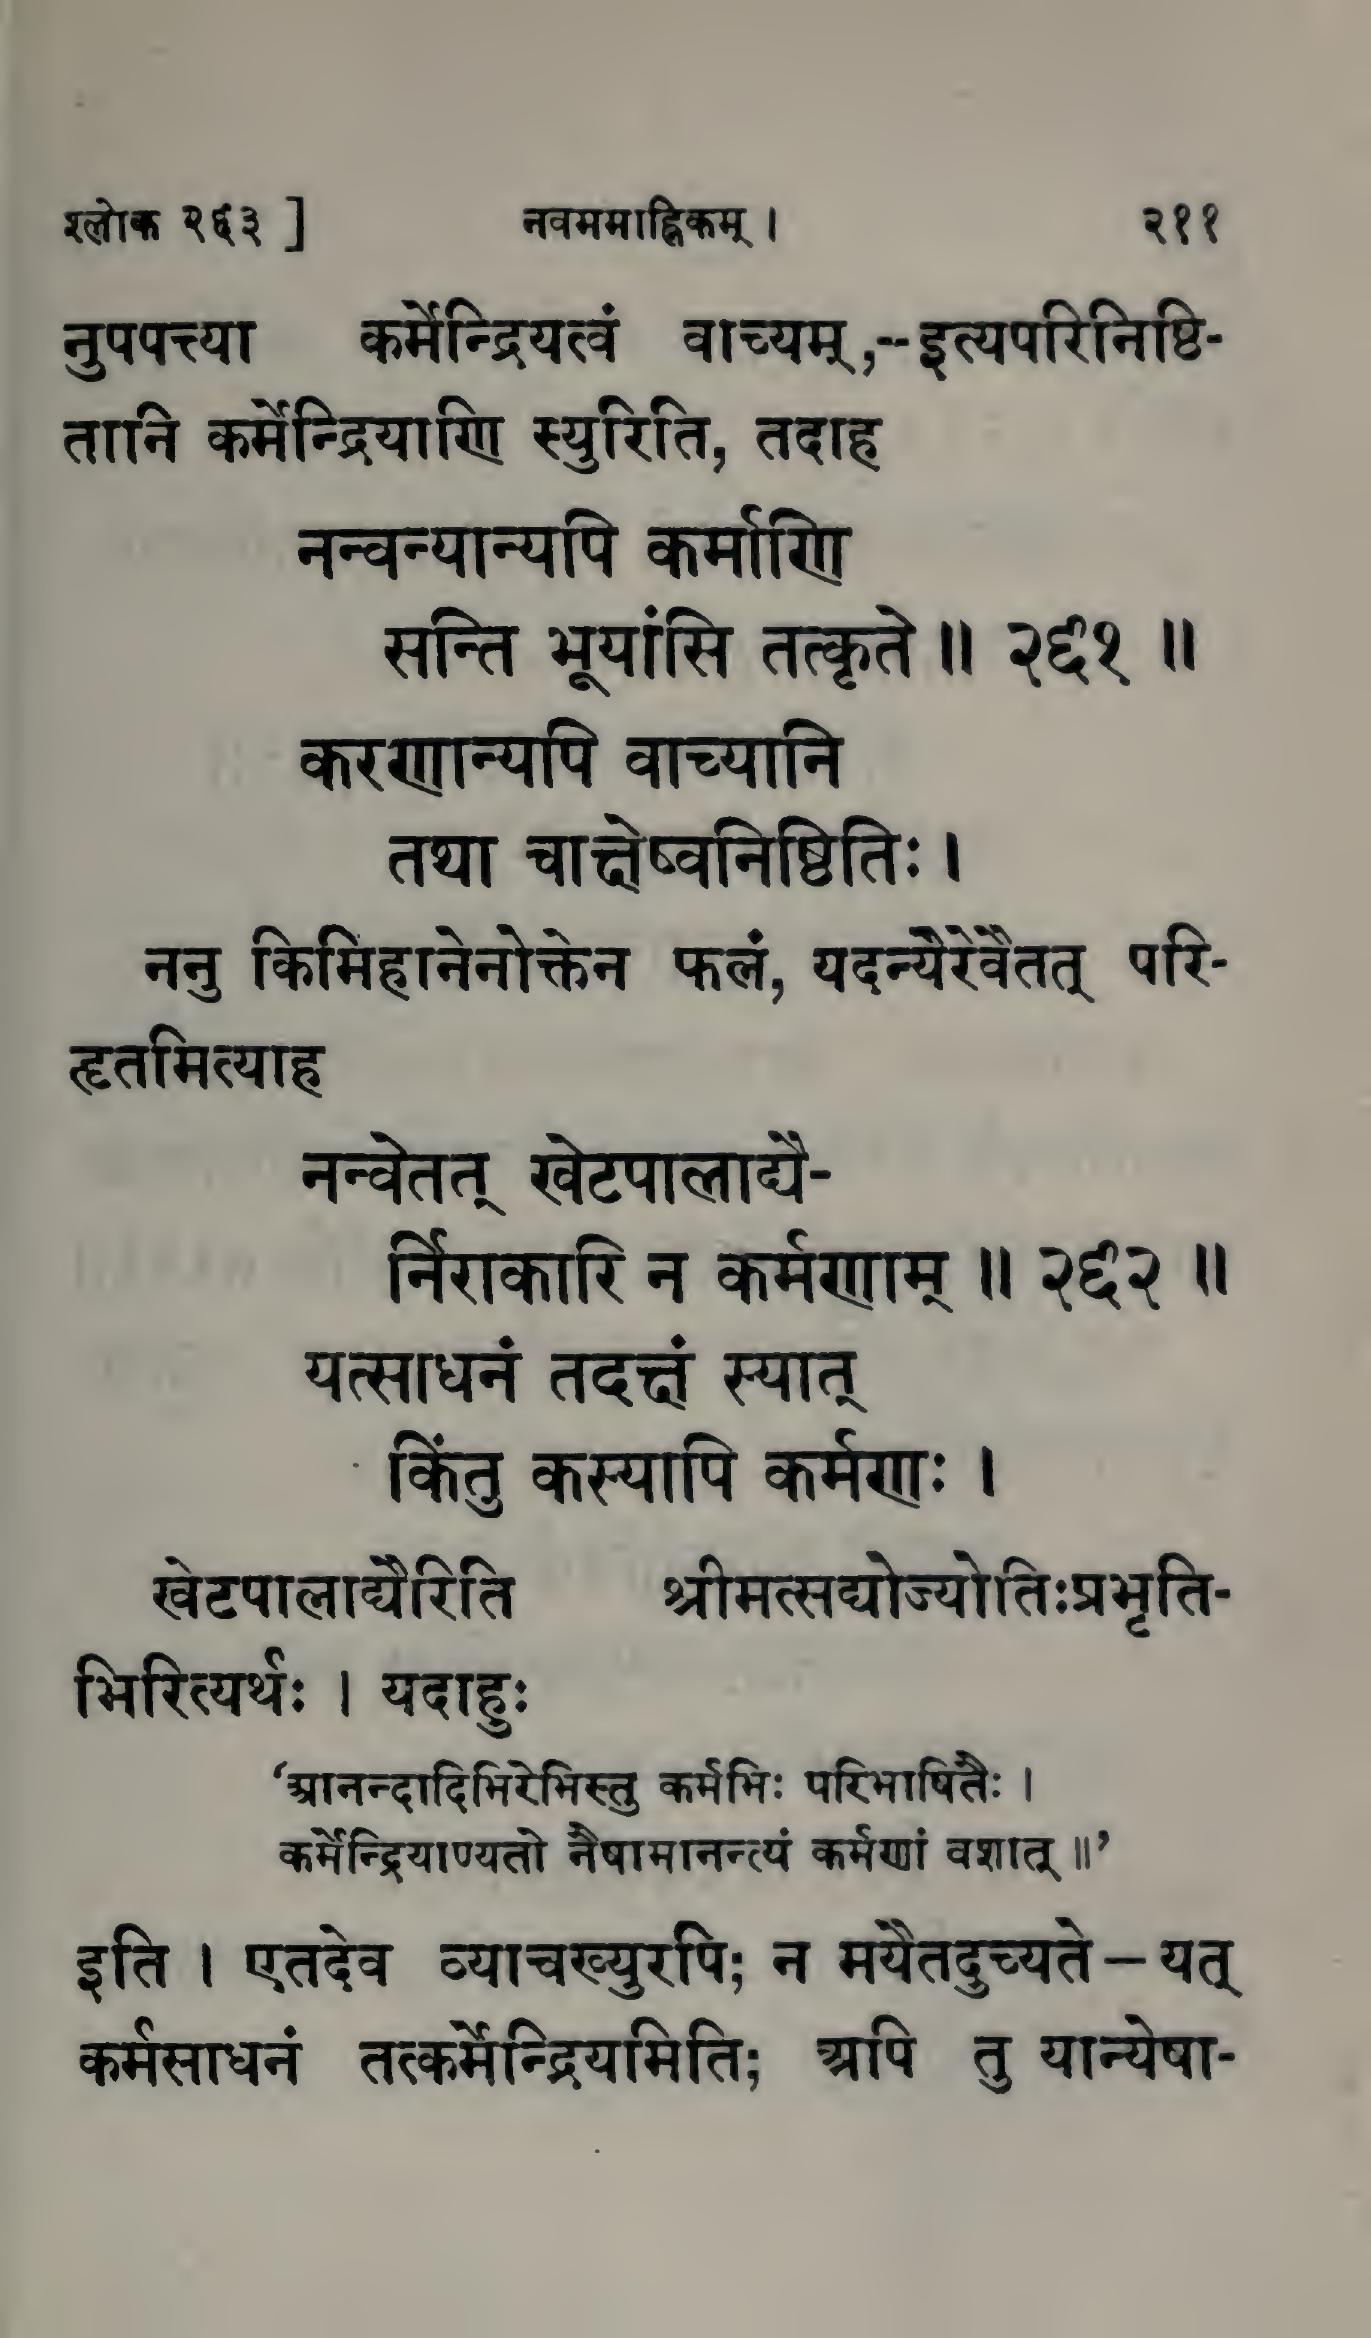 श्लोक २६३ ] नवममाह्निकम् । २११
नुपपत्त्या कर्मेन्द्रियत्वं वाच्यम्,--इत्यपरिनिष्ठि-
तानि कर्मेन्द्रियाणि स्युरिति, तदाह
नन्वन्यान्यपि कर्माणि
सन्ति भूयांसि तत्कृते ॥ २६१ ॥
करणान्यपि वाच्यानि
तथा चाक्षेष्वनिष्ठितिः ।
ननु किमिहानेनोक्तेन फलं, यदन्यैरेवैतत् परि-
हृतमित्याह
नन्वेतत् खेटपालाद्यै-
र्निराकारि न कर्मणाम् ॥ २६२ ॥
यत्साधनं तदक्षं स्यात्
किंतु कस्यापि कर्मणः ।
खेटपालाद्यैरिति श्रीमत्सद्योज्योतिःप्रभृति-
भिरित्यर्थः । यदाहुः
‘आनन्दादिभिरेभिस्तु कर्मभिः परिभाषितैः ।
कर्मेन्द्रियाण्यतो नैषामानन्त्यं कर्मणां वशात् ॥’
इति । एतदेव व्याचख्युरपि; न मयैतदुच्यते – यत्
कर्मसाधनं तत्कर्मेन्द्रियमिति; अपि तु यान्येषा-